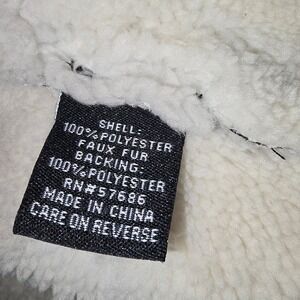 SHELL:
100% POLYESTER
FAUX FUR
BACKING:
100% POLYESTER
RN#57686
MADE IN CHINA
CARE ON REVERSE